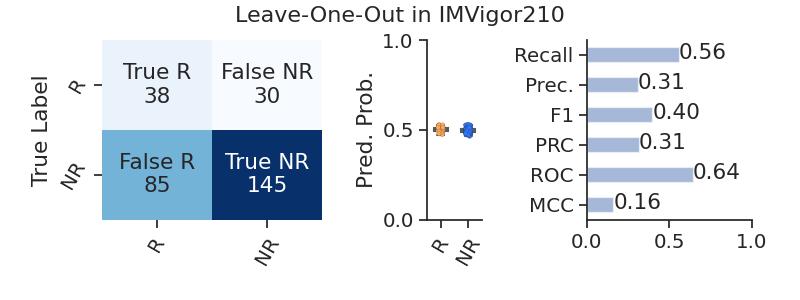 Leave-One-Out in IMVigor210
True Label
R
NR
True R
38
False NR
30
False R
85
True NR
145
R
NR
Pred. Prob.
1.0
0.5
0.0
R
NR
Recall
0.56
Prec.
0.31
F1
0.40
PRC
0.31
ROC
0.64
MCC
0.16
0.0
0.5
1.0